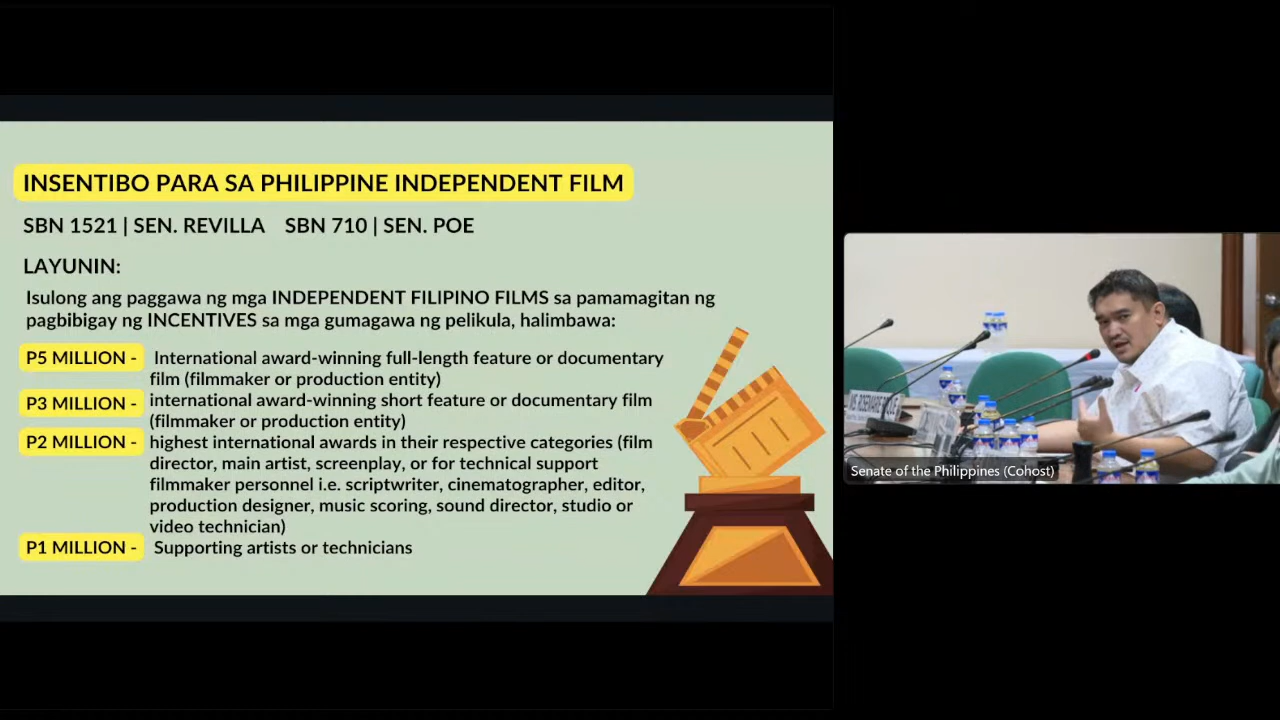 INSENTIBO PARA SA PHILIPPINE INDEPENDENT FILM
SBN 1521 | SEN. REVILLA SBN 710 | SEN. POE
LAYUNIN:
Isulong ang paggawa ng mga INDEPENDENT FILIPINO FILMS sa pamamagitan ng
pagbibigay ng INCENTIVES sa mga gumagawa ng pelikula, halimbawa:
P5 MILLION - International award-winning full-length feature or documentary
film (filmmaker or production entity)
P3 MILLION - international award-winning short feature or documentary film
(filmmaker or production entity)
P2 MILLION - highest international awards in their respective categories (film
director, main artist, screenplay, or for technical support
filmmaker personnel i.e. scriptwriter, cinematographer, editor,
production designer, music scoring, sound director, studio or
video technician)
P1 MILLION - Supporting artists or technicians
MS.
Senate of the Philippines (Cohost)